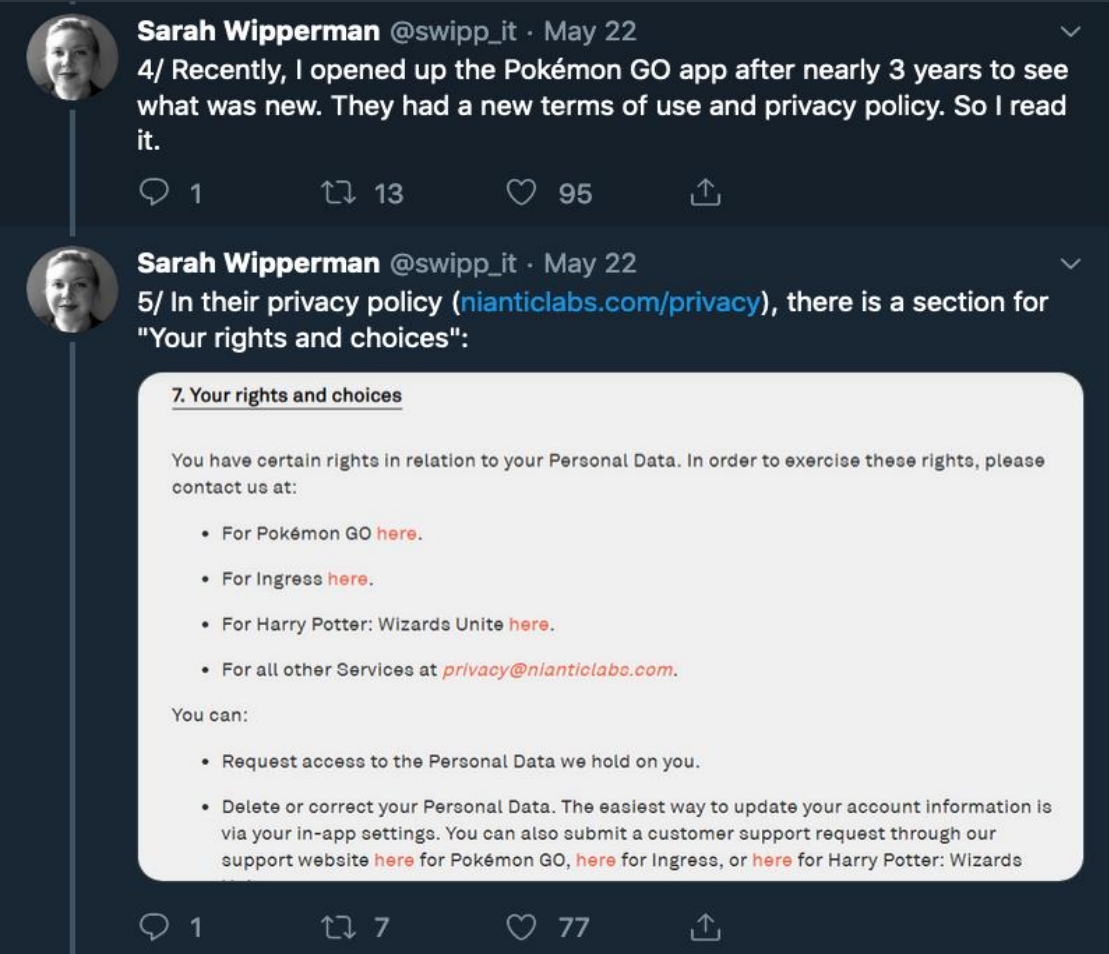 Sarah Wipperman @swipp_it · May 22
4/ Recently, I opened up the Pokémon GO app after nearly 3 years to see
what was new. They had a new terms of use and privacy policy. So I read
it.
1 13 95
Sarah Wipperman @swipp_it · May 22
5/ In their privacy policy (nianticlabs.com/privacy), there is a section for
"Your rights and choices":
7. Your rights and choices
You have certain rights in relation to your Personal Data. In order to exercise these rights, please
contact us at:
• For Pokémon GO here.
• For Ingress here.
• For Harry Potter: Wizards Unite here.
• For all other Services at privacy@nianticlabs.com.
You can:
• Request access to the Personal Data we hold on you.
• Delete or correct your Personal Data. The easiest way to update your account information is
via your in-app settings. You can also submit a customer support request through our
support website here for Pokémon GO, here for Ingress, or here for Harry Potter: Wizards
1 7 77